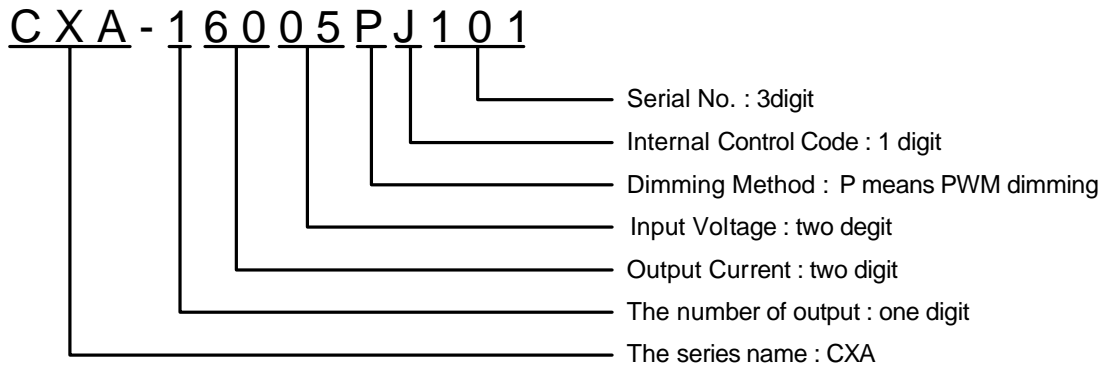 CXA-16005PJ101
Serial No. : 3digit
Internal Control Code : 1 digit
Dimming Method : P means PWM dimming
Input Voltage : two degit
Output Current : two digit
The number of output : one digit
The series name : CXA